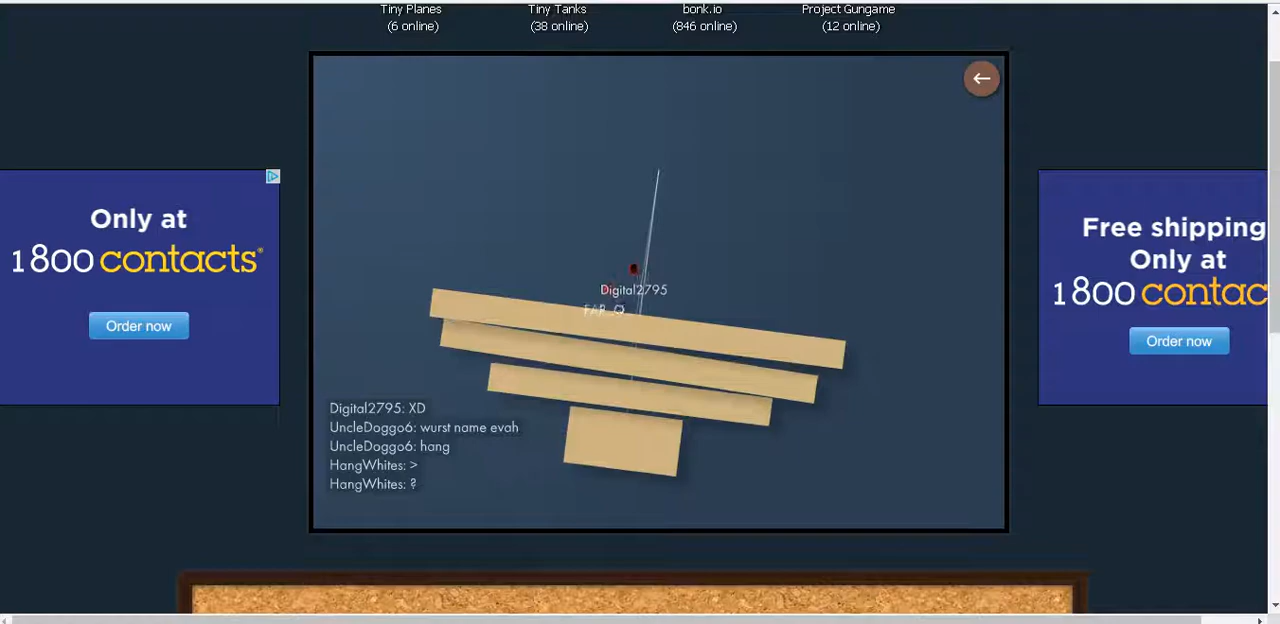 Tiny Planes
(6 online)
Tiny Tanks
(38 online)
bonk.io
(846 online)
Project Gungame
(12 online)
Only at
1800 contacts
Order now
Free shipping
Only at
1800 contac
Order now
Digital2795
Digital2795: XD
UncleDoggo6: wurst name evah
UncleDoggo6: hang
HangWhites: >
HangWhites: ?